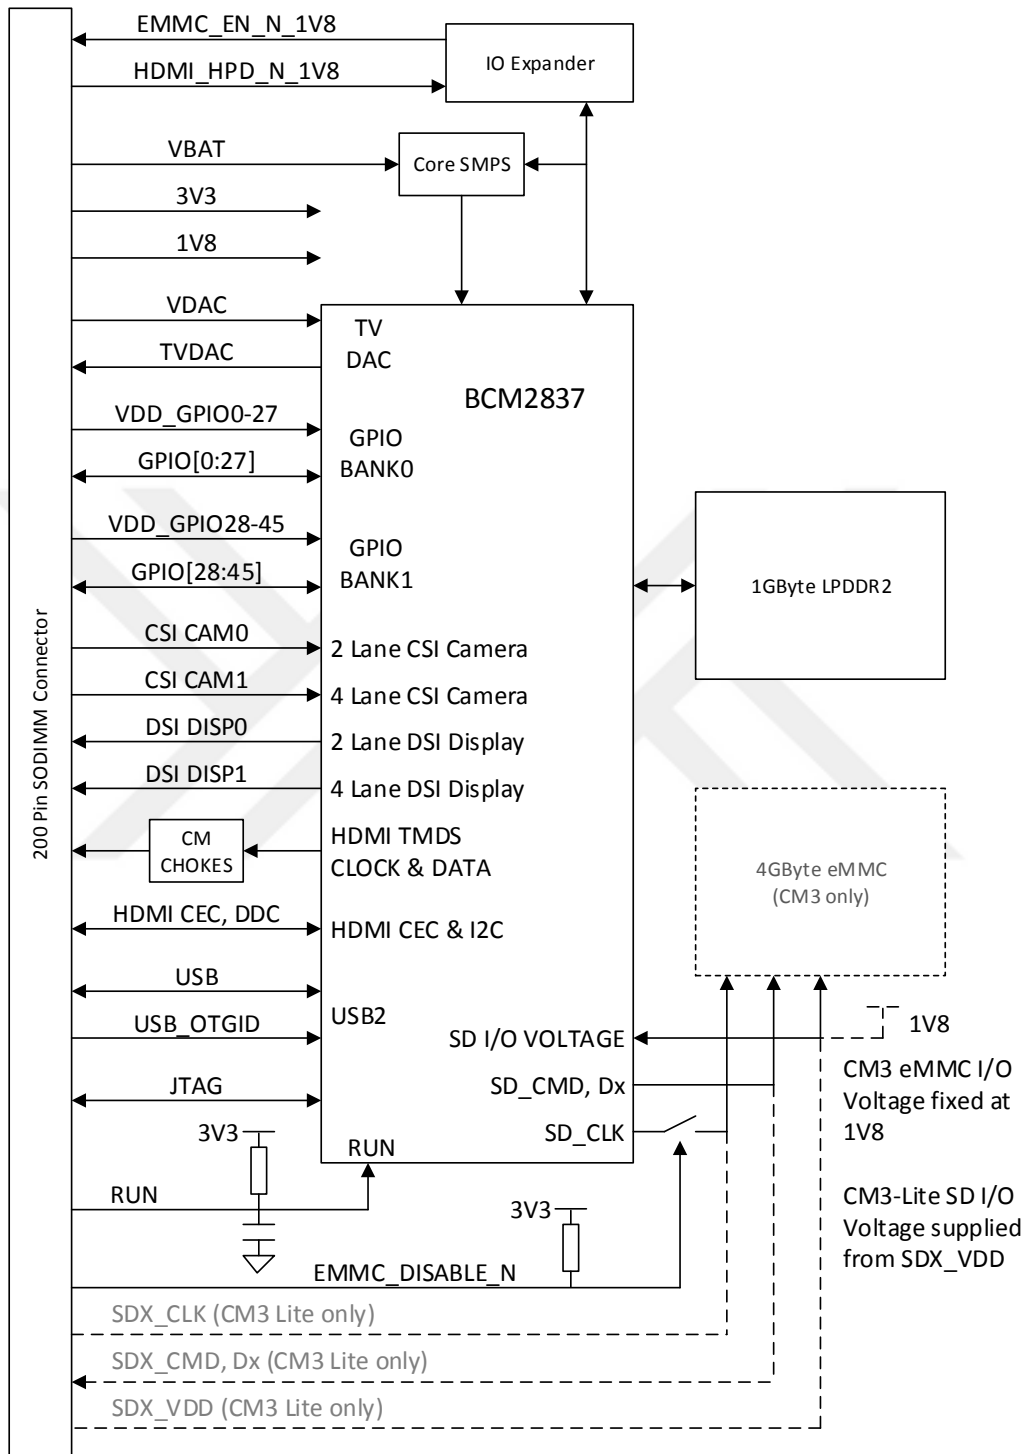 EMMC_EN_N_1V8
IO Expander
HDMI_HPD_N_1V8
VBAT
Core SMPS
3V3
1V8
VDAC
TV
DAC
TVDAC
BCM2837
VDD_GPIO0-27
GPIO
BANK0
GPIO[0:27]
VDD_GPIO28-45
GPIO
BANK1
GPIO[28:45]
1GByte LPDDR2
200 Pin SODIMM Connector
CSI CAM0
2 Lane CSI Camera
CSI CAM1
4 Lane CSI Camera
DSI DISP0
2 Lane DSI Display
DSI DISP1
4 Lane DSI Display
CM
CHOKES
HDMI TMDS
CLOCK & DATA
4GByte eMMC
(CM3 only)
HDMI CEC, DDC
HDMI CEC & I2C
USB
USB2
USB_OTGID
SD I/O VOLTAGE
1V8
CM3 eMMC I/O
Voltage fixed at
1V8
JTAG
SD_CMD, Dx
SD_CLK
3V3
RUN
RUN
3V3
CM3-Lite SD I/O
Voltage supplied
from SDX_VDD
EMMC_DISABLE_N
SDX_CLK (CM3 Lite only)
SDX_CMD, Dx (CM3 Lite only)
SDX_VDD (CM3 Lite only)